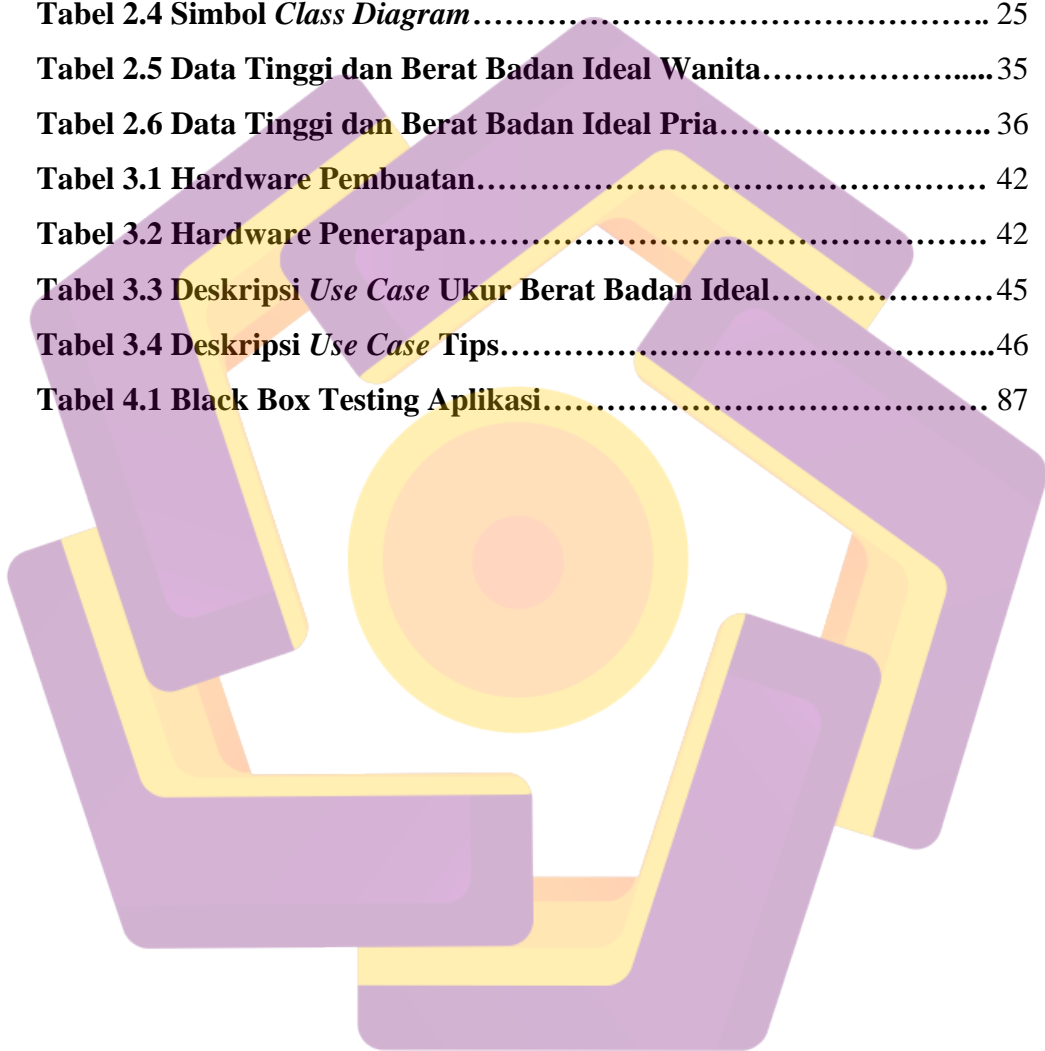 Tabel 2.4 Simbol Class Diagram…………………………………………….. 25
Tabel 2.5 Data Tinggi dan Berat Badan Ideal Wanita……………….....35
Tabel 2.6 Data Tinggi dan Berat Badan Ideal Pria…………………….. 36
Tabel 3.1 Hardware Pembuatan……………………………………………… 42
Tabel 3.2 Hardware Penerapan………………………………………………. 42
Tabel 3.3 Deskripsi Use Case Ukur Berat Badan Ideal…………………45
Tabel 3.4 Deskripsi Use Case Tips…………………………………………..46
Tabel 4.1 Black Box Testing Aplikasi………………………………………. 87